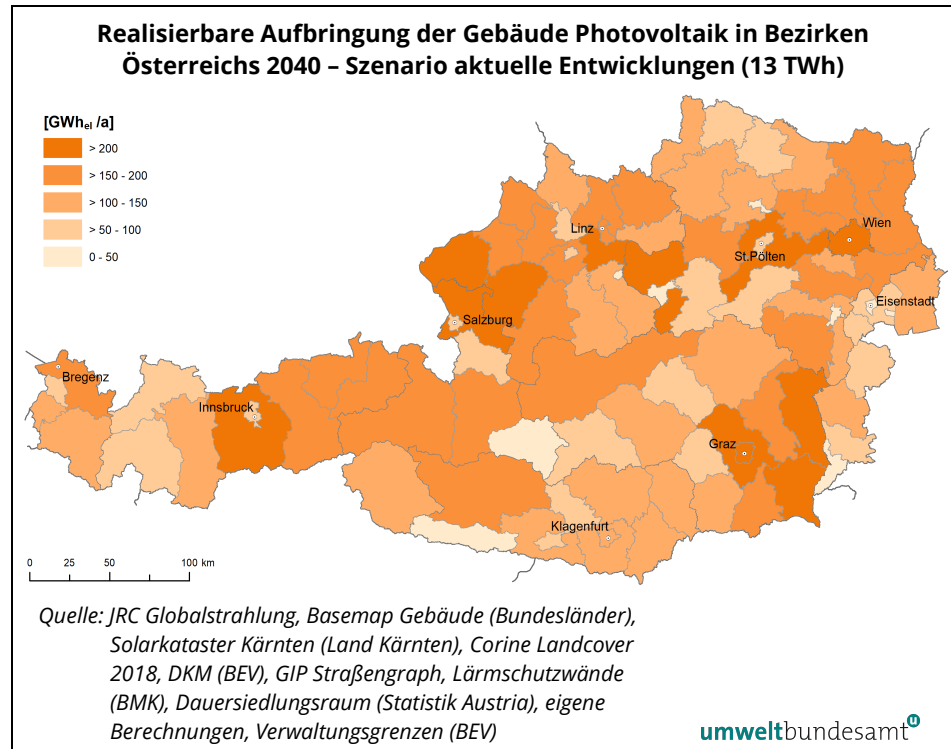 Realisierbare Aufbringung der Gebäude Photovoltaik in Bezirken
Österreichs 2040 – Szenario aktuelle Entwicklungen (13 TWh)
[GWhel /a]
> 200
> 150 - 200
> 100 - 150
> 50 - 100
0 - 50
Linz
Wien
St.Pölten
Eisenstadt
Salzburg
Bregenz
Innsbruck
Graz
Klagenfurt
0 25 50 100 km
Quelle: JRC Globalstrahlung, Basemap Gebäude (Bundesländer),
Solarkataster Kärnten (Land Kärnten), Corine Landcover
2018, DKM (BEV), GIP Straßengraph, Lärmschutzwände
(BMK), Dauersiedlungsraum (Statistik Austria), eigene
Berechnungen, Verwaltungsgrenzen (BEV)
umweltbundesamt u